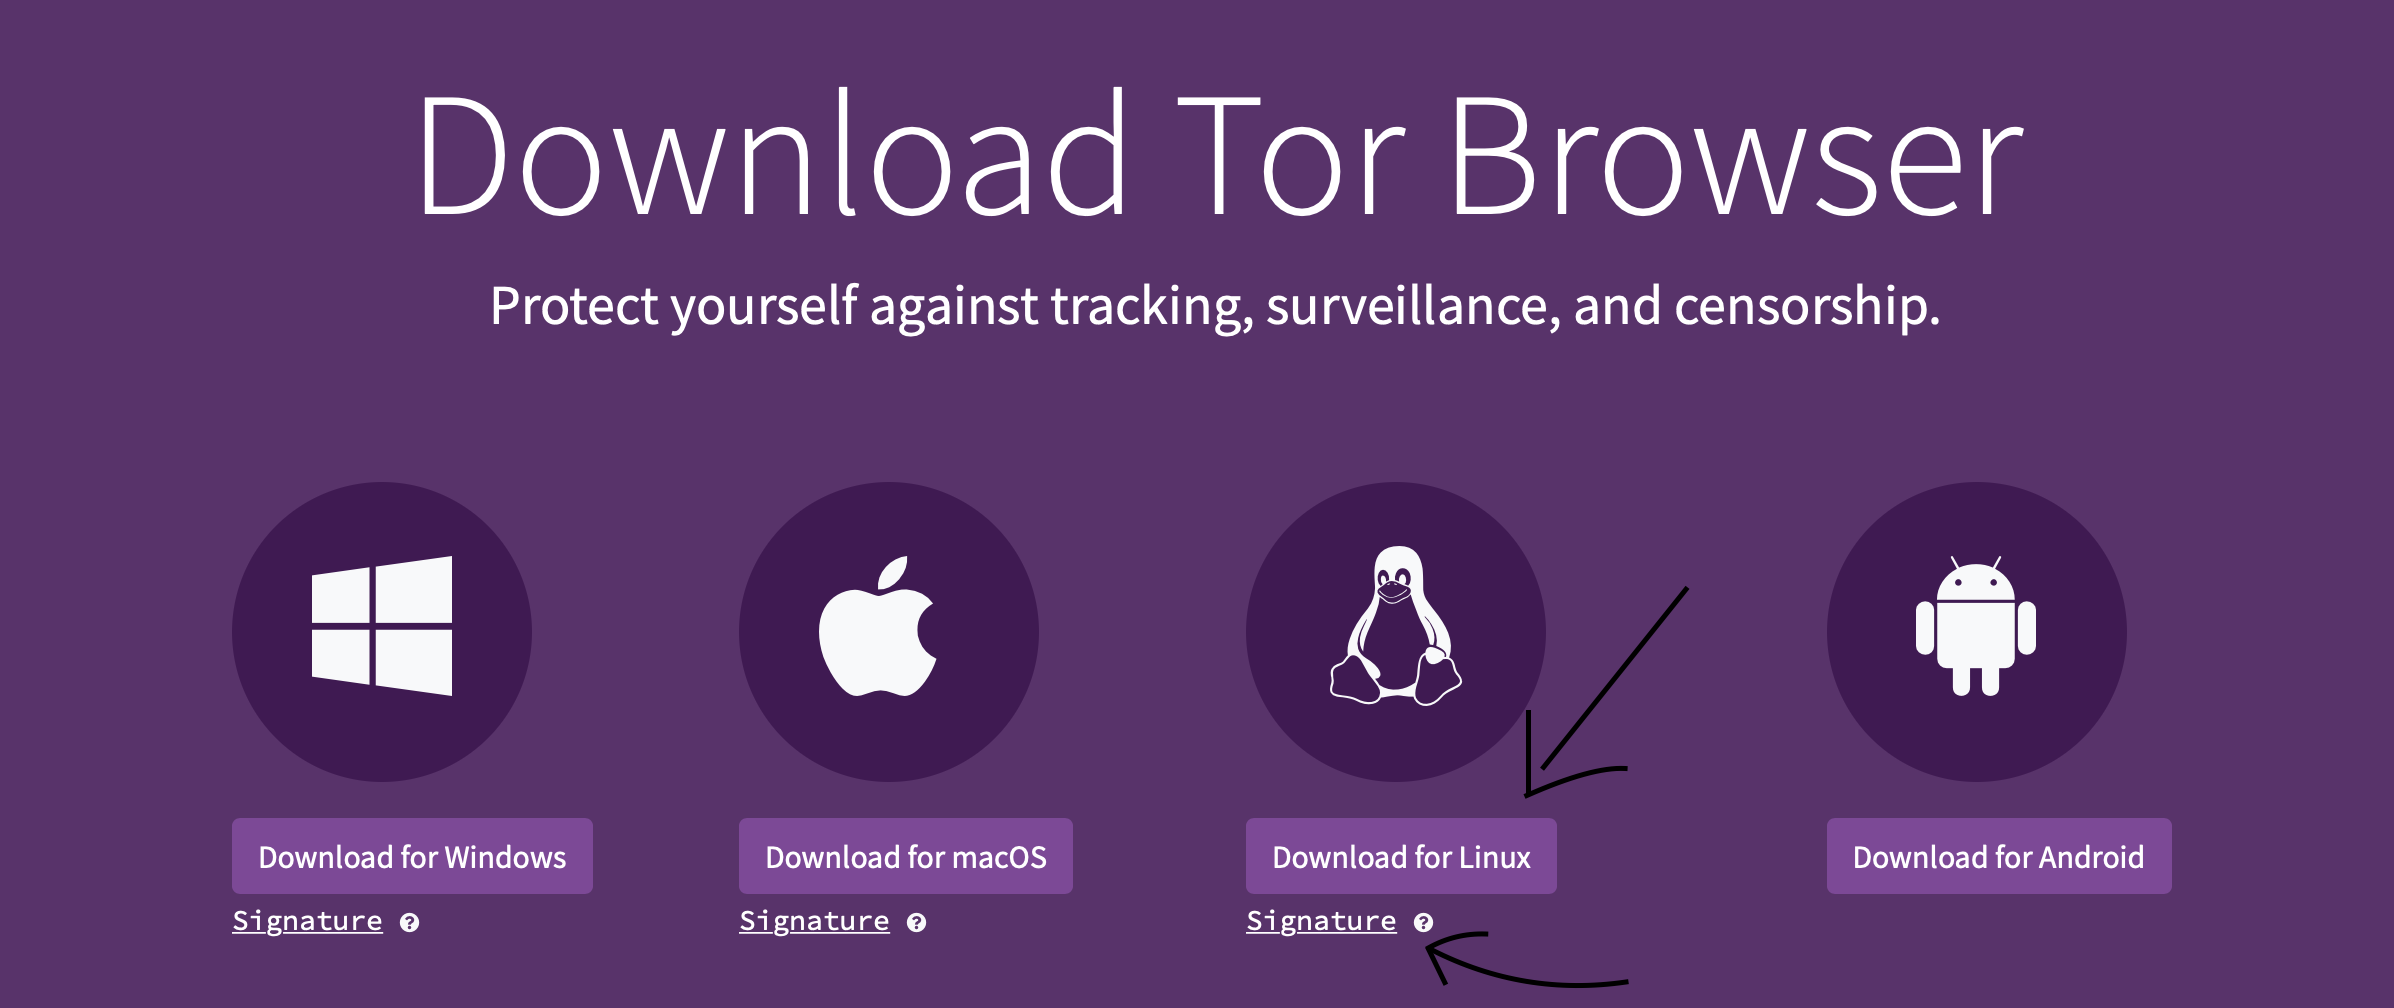 Download Tor Browser
Protect yourself against tracking, surveillance, and censorship.
Download for Windows
Download for macOS
Download for Linux
Download for Android
Signature ?
Signature ?
Signature ?